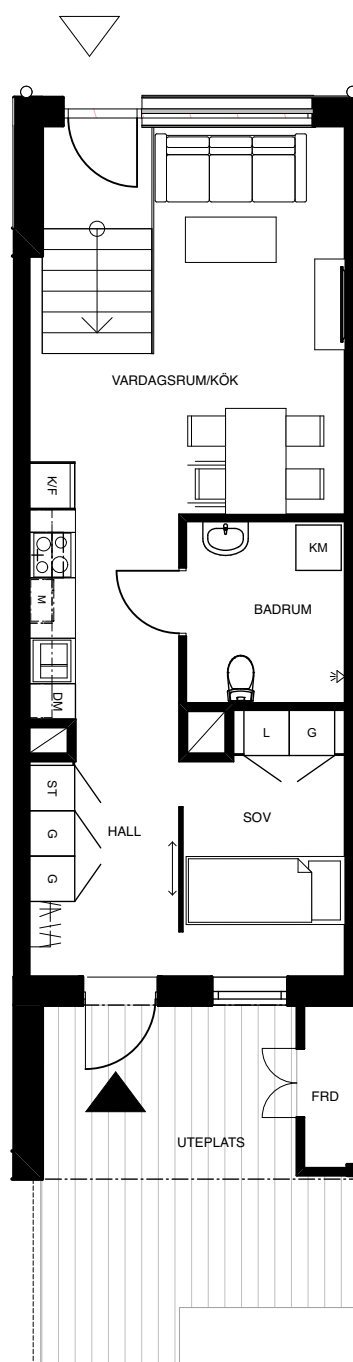 VARDAGSRUM/KÖK
K/F
KM
M
BADRUM
DM
L G
ST
SOV
HALL
G
G
FRD
UTEPLATS